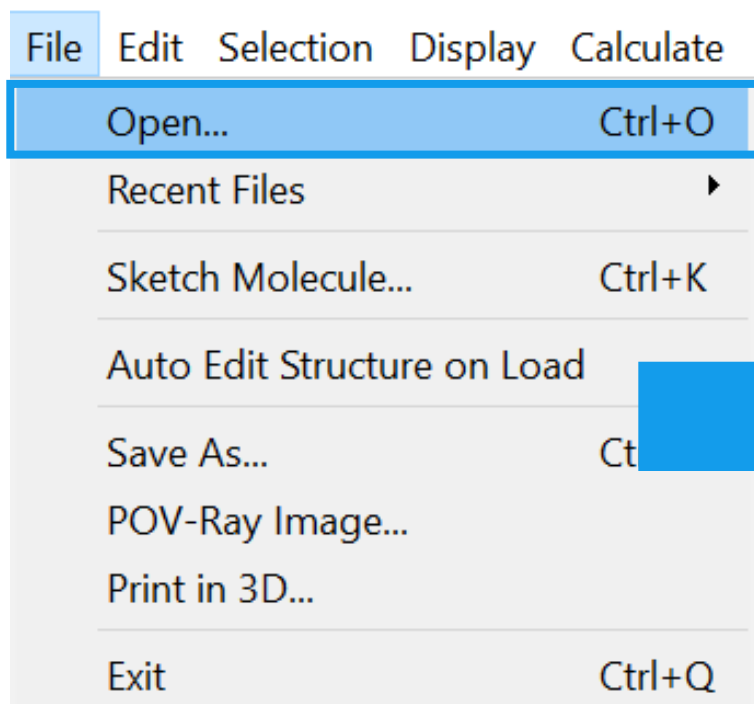 File Edit Selection Display Calculate
Open... Ctrl+O
Recent Files
Sketch Molecule... Ctrl+K
Auto Edit Structure on Load
Save As...
POV-Ray Image...
Print in 3D...
Exit Ctrl+Q